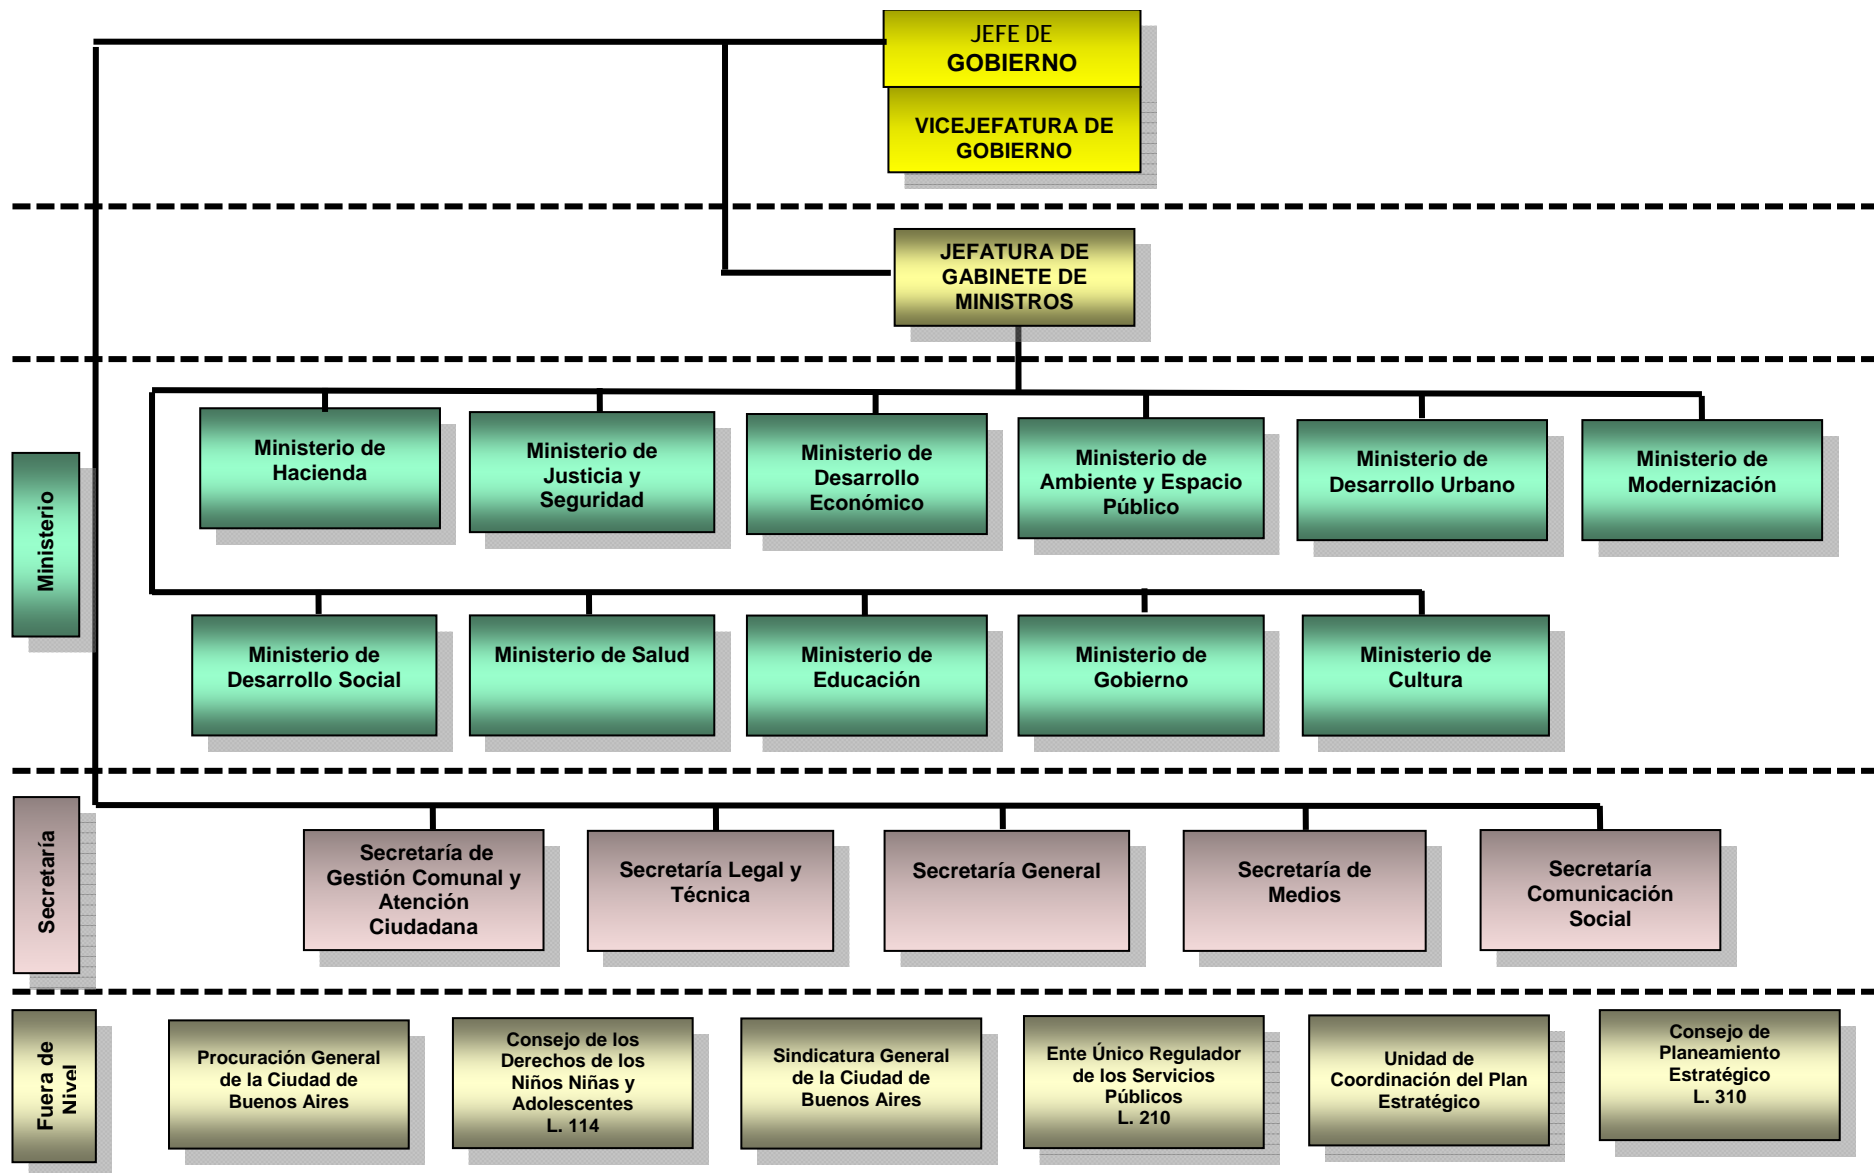 JEFE DE
GOBIERNO
VICEJEFATURA DE
GOBIERNO
JEFATURA DE
GABINETE DE
MINISTROS
Ministerio
Ministerio de
Hacienda
Ministerio de
Justicia y
Seguridad
Ministerio de
Desarrollo
Económico
Ministerio de
Ambiente y Espacio
Público
Ministerio de
Desarrollo Urbano
Ministerio de
Modernización
Ministerio de
Desarrollo Social
Ministerio de Salud
Ministerio de
Educación
Ministerio de
Gobierno
Ministerio de
Cultura
Secretaría
Secretaría de
Gestión Comunal y
Atención
Ciudadana
Secretaría Legal y
Técnica
Secretaría General
Secretaría de
Medios
Secretaría
Comunicación
Social
Fuera de
Nivel
Procuración General
de la Ciudad de
Buenos Aires
Consejo de los
Derechos de los
Niños Niñas y
Adolescentes
L. 114
Sindicatura General
de la Ciudad de
Buenos Aires
Ente Único Regulador
de los Servicios
Públicos
L. 210
Unidad de
Coordinación del Plan
Estratégico
Consejo de
Planeamiento
Estratégico
L. 310